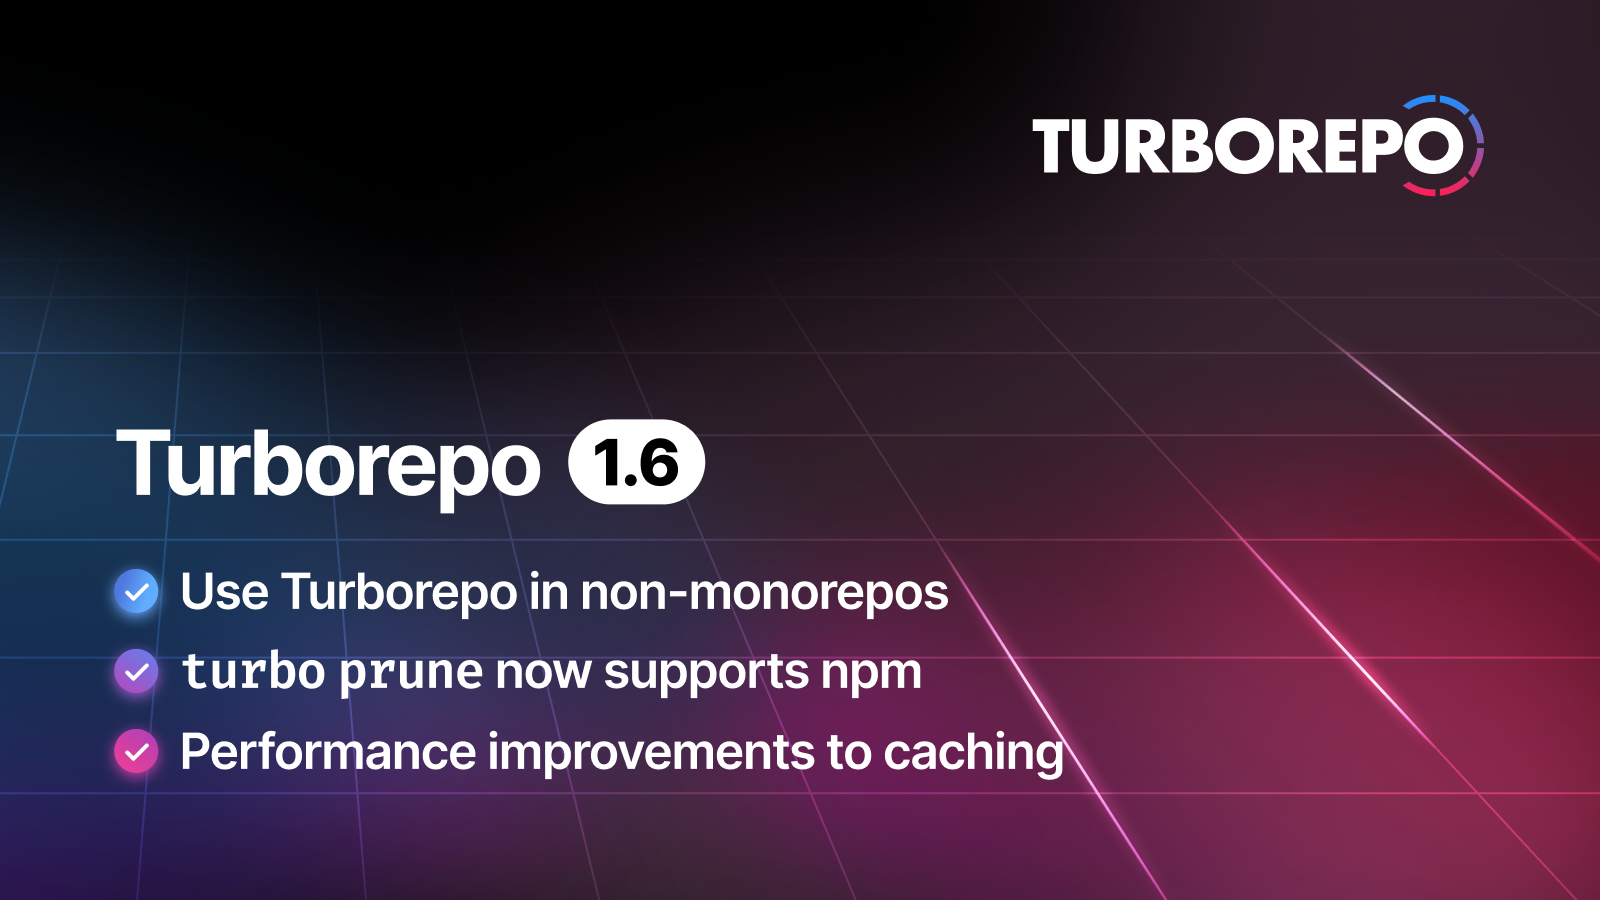 TURBOREPO
Turborepo 1.6
Use Turborepo in non-monorepos
turbo prune now supports npm
Performance improvements to caching